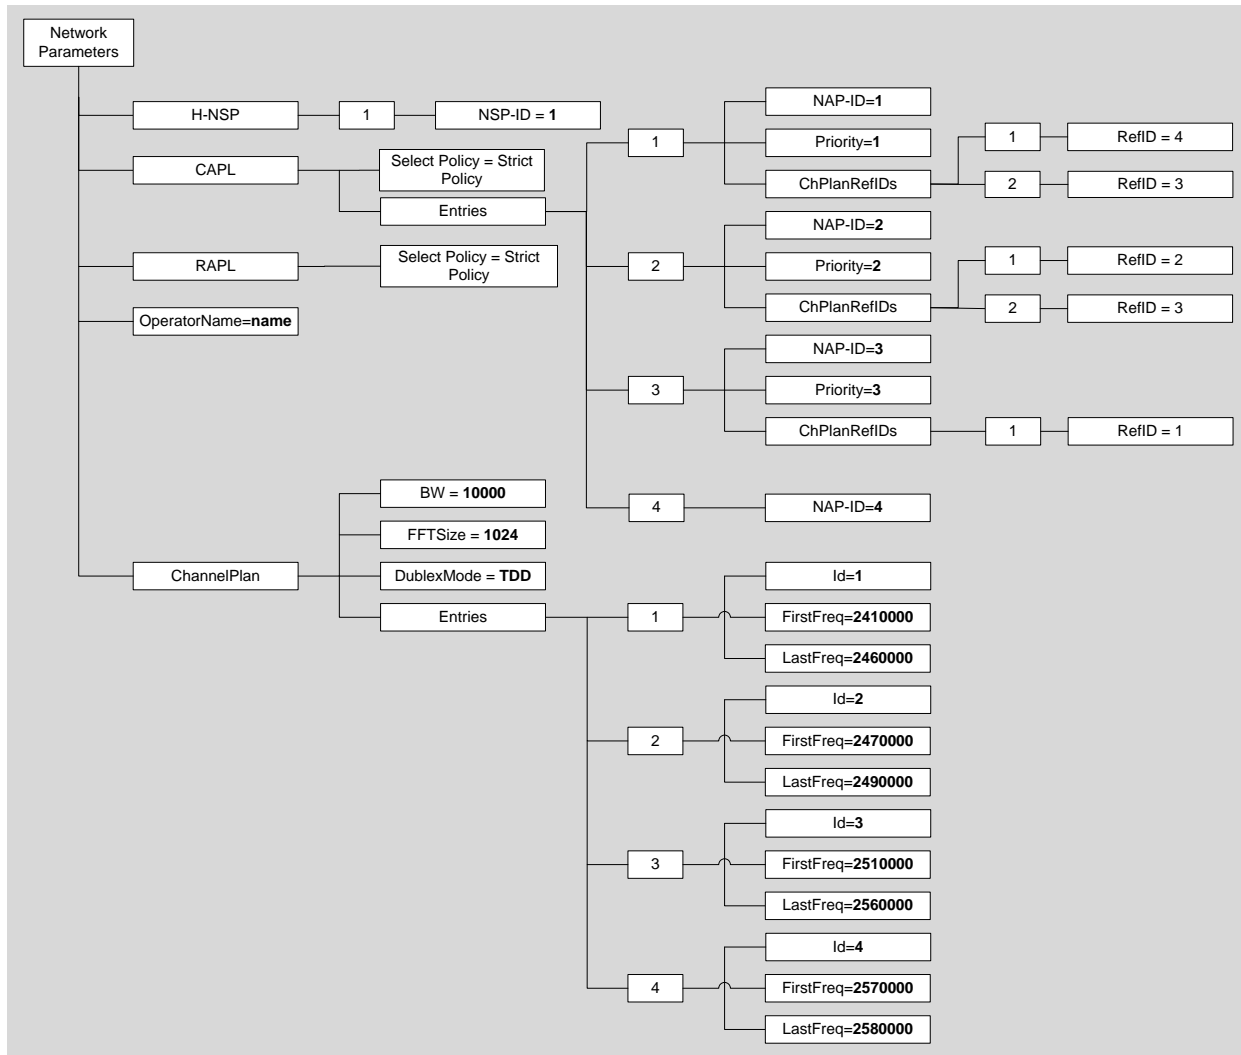 Network
Parameters
H-NSP
1
NSP-ID = 1
CAPL
Select Policy = Strict
Policy
Entries
1
NAP-ID=1
Priority=1
ChPlanRefIDs
1
RefID = 4
2
RefID = 3
2
NAP-ID=2
Priority=2
ChPlanRefIDs
1
RefID = 2
2
RefID = 3
3
NAP-ID=3
Priority=3
ChPlanRefIDs
1
RefID = 1
4
NAP-ID=4
RAPL
Select Policy = Strict
Policy
OperatorName=name
ChannelPlan
BW = 10000
FFTSize = 1024
DublexMode = TDD
Entries
1
Id=1
FirstFreq=2410000
LastFreq=2460000
2
Id=2
FirstFreq=2470000
LastFreq=2490000
3
Id=3
FirstFreq=2510000
LastFreq=2560000
4
Id=4
FirstFreq=2570000
LastFreq=2580000